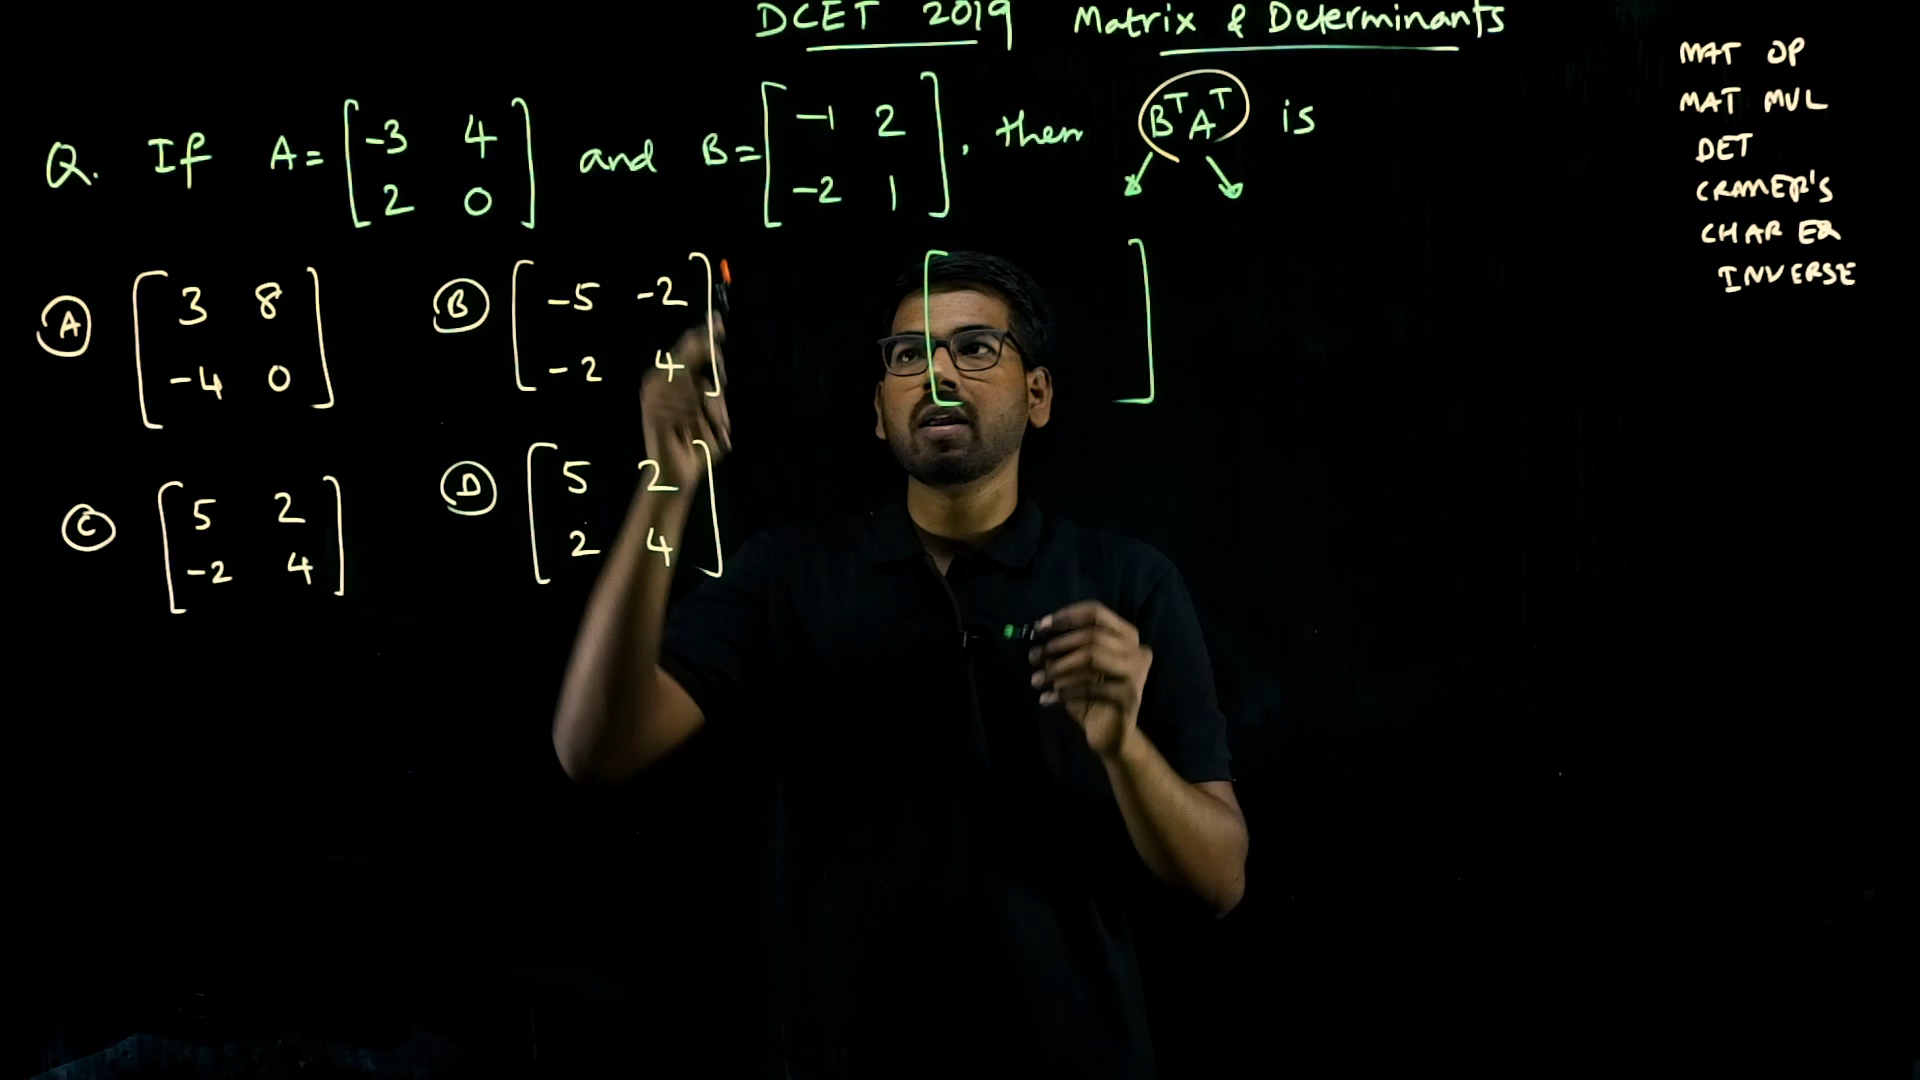 DCET 2019 Matrix & Determinants
Q. If A = [-3 4
2 0] and B = [-1 2
-2 1], then BᵀAᵀ is
A [3 8
-4 0]
B [-5 -2
-2 4]
C [5 2
-2 4]
D [5 2
2 4]
MAT OP
MAT MUL
DET
CRAMER'S
CHAR EQ
INVERSE